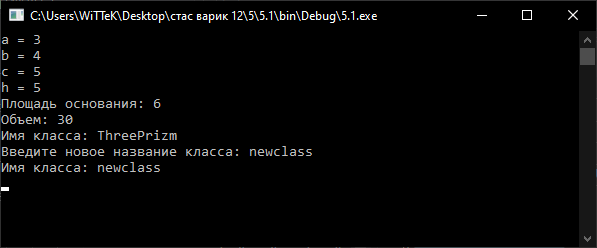 C:\Users\WiTTeK\Desktop\стас варик 12\5\5.1\bin\Debug\5.1.exe
a = 3
b = 4
c = 5
h = 5
Площадь основания: 6
Объем: 30
Имя класса: ThreePrizm
Введите новое название класса: newclass
Имя класса: newclass